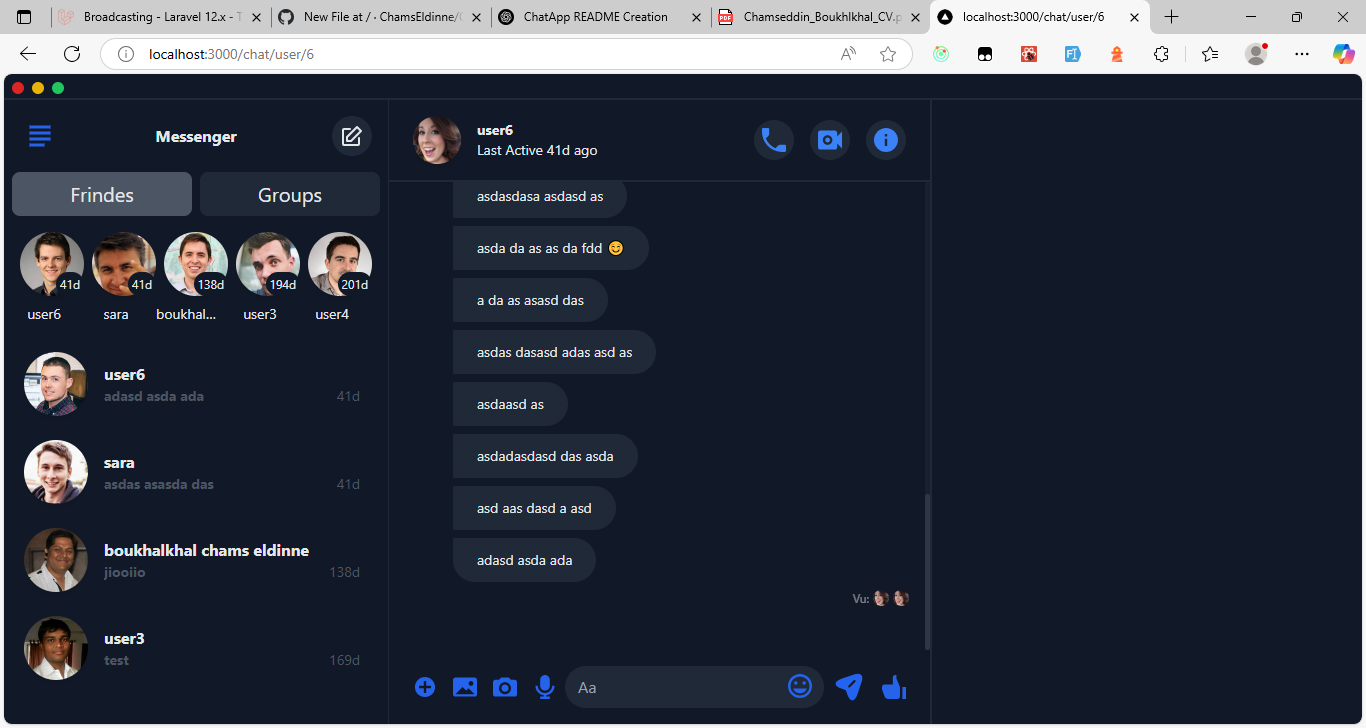 Broadcasting - Laravel 12.x - T
New File at / · ChamsEldinne/
ChatApp README Creation
Chamseddin_Boukhlkhal_CV.p
localhost:3000/chat/user/6
localhost:3000/chat/user/6
Messenger
Frindes
Groups
41d
41d
138d
194d
201d
user6
sara
boukhal...
user3
user4
user6
adasd asda ada
41d
sara
asdas asasda das
41d
boukhalkhal chams eldinne
jiooiio
138d
user3
test
169d
user6
Last Active 41d ago
asdasdasa asdasd as
asda da as as da fdd 😊
a da as asasd das
asdas dasasd adas asd as
asdaasd as
asdadasdasd das asda
asd aas dasd a asd
adasd asda ada
Vu:
Aa